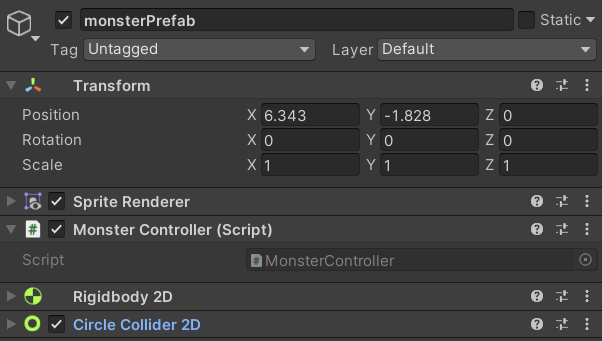 monsterPrefab Static
Tag Untagged Layer Default
Transform
Position X 6.343 Y -1.828 Z 0
Rotation X 0 Y 0 Z 0
Scale X 1 Y 1 Z 1
Sprite Renderer
Monster Controller (Script)
Script # MonsterController
Rigidbody 2D
Circle Collider 2D